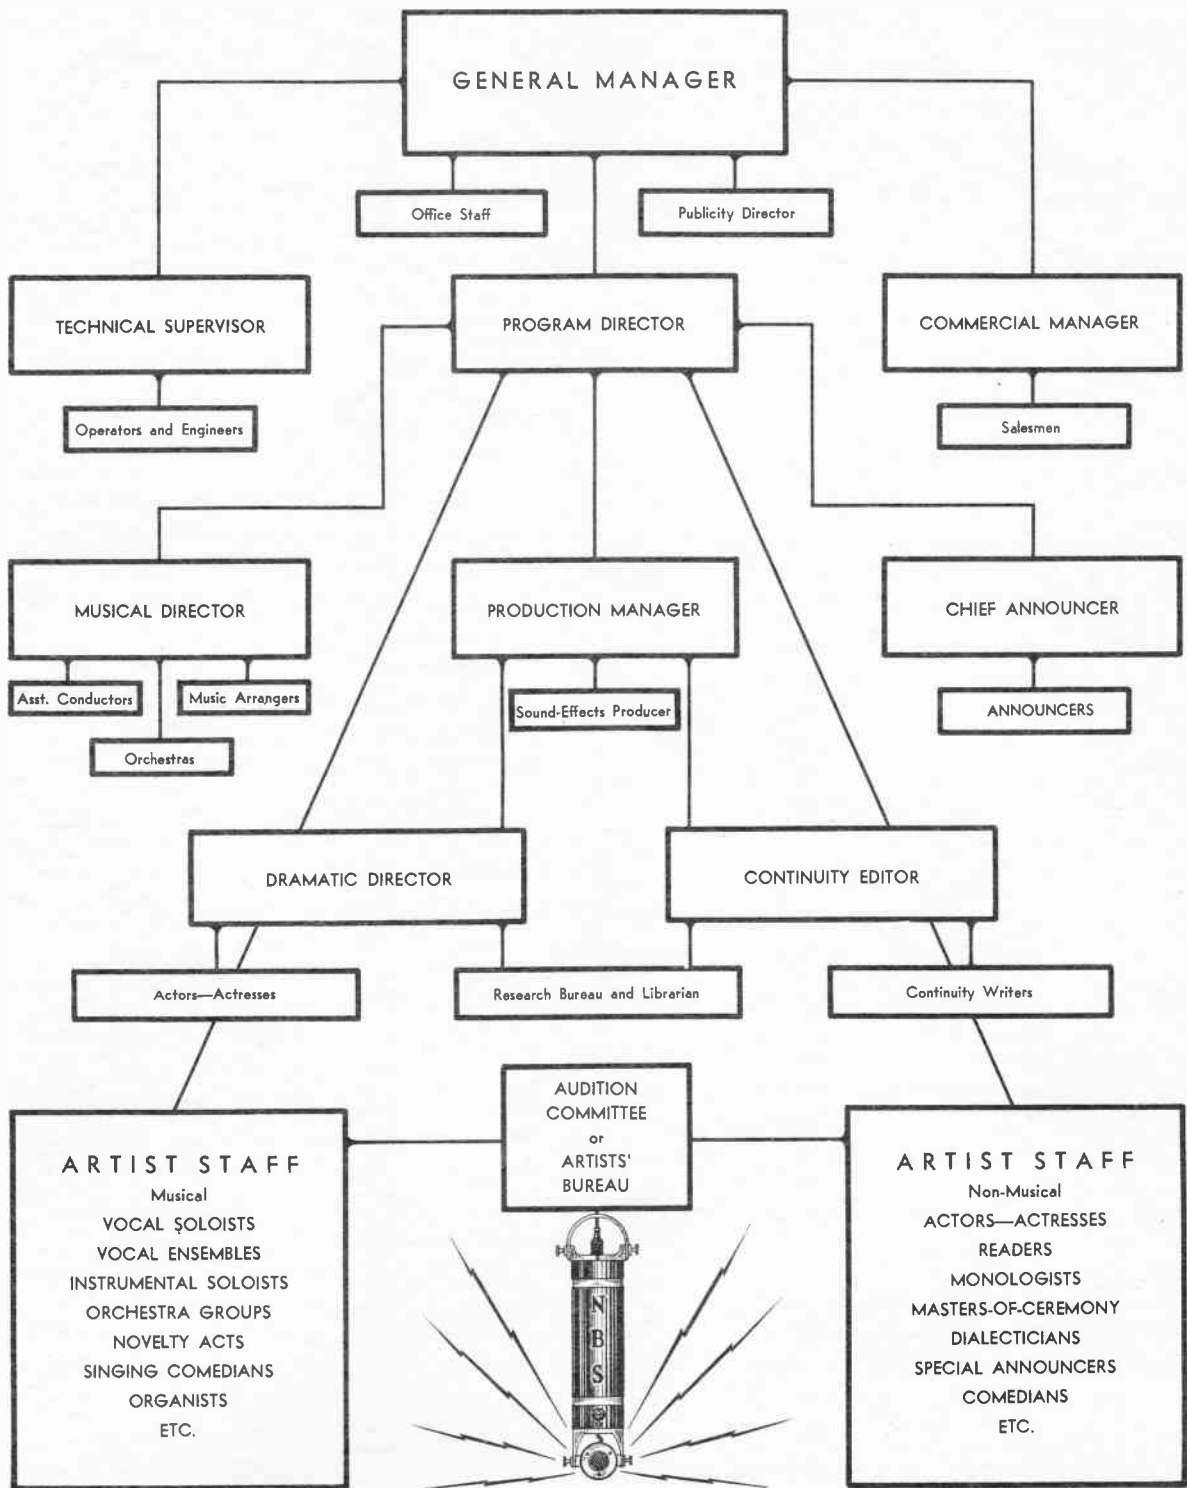 GENERAL MANAGER
Office Staff
Publicity Director
TECHNICAL SUPERVISOR
PROGRAM DIRECTOR
COMMERCIAL MANAGER
Operators and Engineers
Salesmen
MUSICAL DIRECTOR
PRODUCTION MANAGER
CHIEF ANNOUNCER
Asst. Conductors
Music Arrangers
Sound-Effects Producer
ANNOUNCERS
Orchestras
DRAMATIC DIRECTOR
CONTINUITY EDITOR
Actors—Actresses
Research Bureau and Librarian
Continuity Writers
AUDITION
COMMITTEE
or
ARTISTS'
BUREAU
ARTIST STAFF
Musical
VOCAL SOLOISTS
VOCAL ENSEMBLES
INSTRUMENTAL SOLOISTS
ORCHESTRA GROUPS
NOVELTY ACTS
SINGING COMEDIANS
ORGANISTS
ETC.
N
B
S
ARTIST STAFF
Non-Musical
ACTORS—ACTRESSES
READERS
MONOLOGISTS
MASTERS-OF-CEREMONY
DIALECTICIANS
SPECIAL ANNOUNCERS
COMEDIANS
ETC.